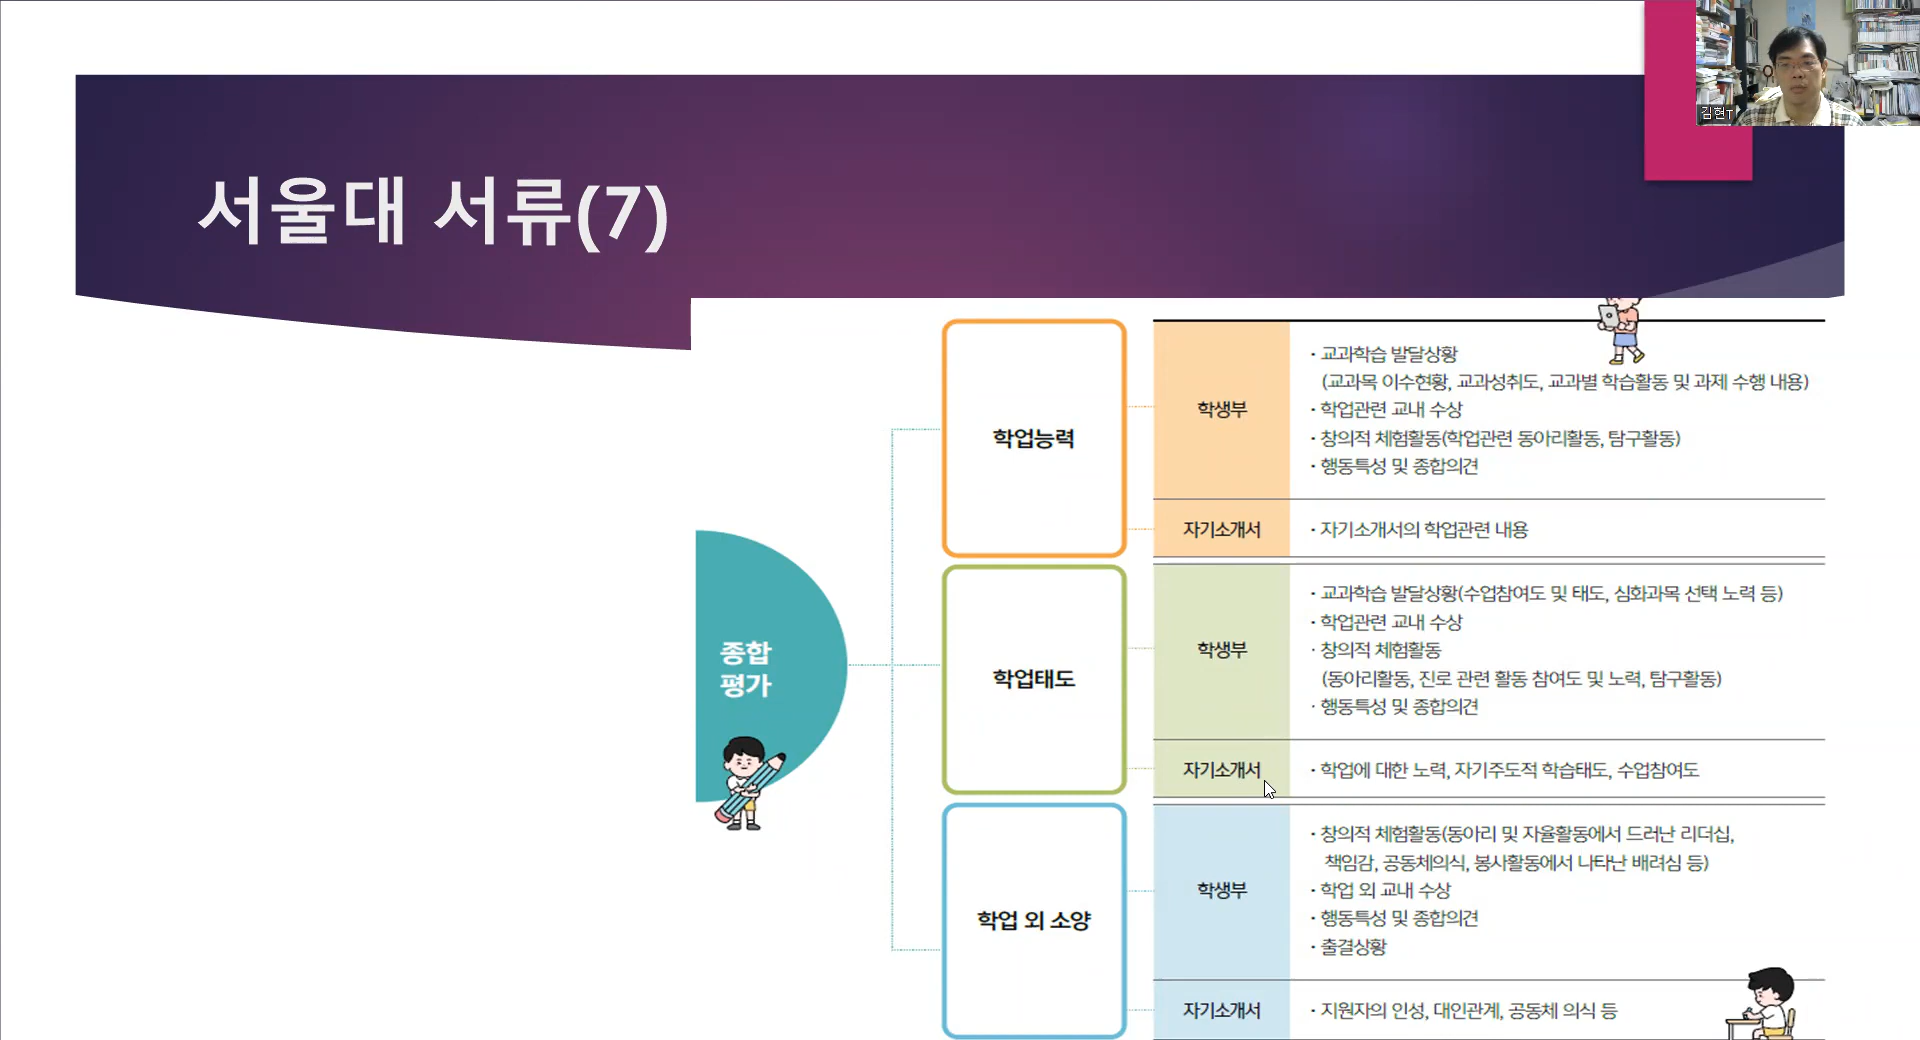 김현T
서울대 서류(7)
종합
평가
학업능력
학생부
· 교과학습 발달상황
(교과목 이수현황, 교과성취도, 교과별 학습활동 및 과제 수행 내용)
· 학업관련 교내 수상
· 창의적 체험활동(학업관련 동아리활동, 탐구활동)
· 행동특성 및 종합의견
자기소개서
· 자기소개서의 학업관련 내용
학업태도
학생부
· 교과학습 발달상황(수업참여도 및 태도, 심화과목 선택 노력 등)
· 학업관련 교내 수상
· 창의적 체험활동
(동아리활동, 진로 관련 활동 참여도 및 노력, 탐구활동)
· 행동특성 및 종합의견
자기소개서
· 학업에 대한 노력, 자기주도적 학습태도, 수업참여도
학업 외 소양
학생부
· 창의적 체험활동(동아리 및 자율활동에서 드러난 리더십,
책임감, 공동체의식, 봉사활동에서 나타난 배려심 등)
· 학업 외 교내 수상
· 행동특성 및 종합의견
· 출결상황
자기소개서
· 지원자의 인성, 대인관계, 공동체 의식 등